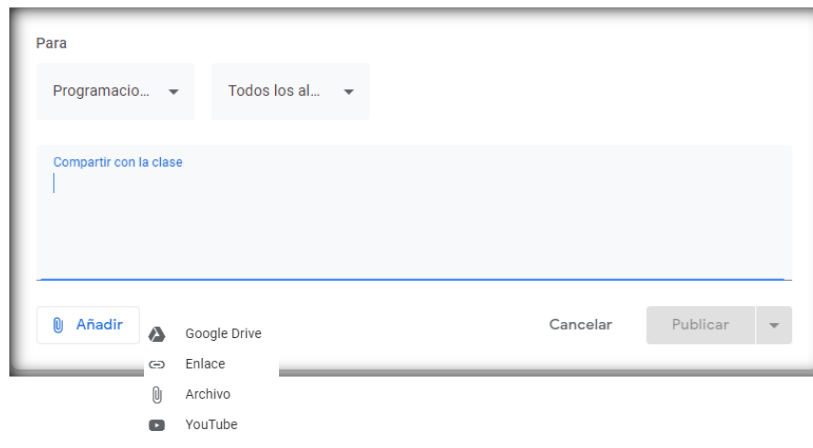 Para
Programacio...
Todos los al...
Compartir con la clase
Añadir
Cancelar
Publicar
Google Drive
Enlace
Archivo
YouTube